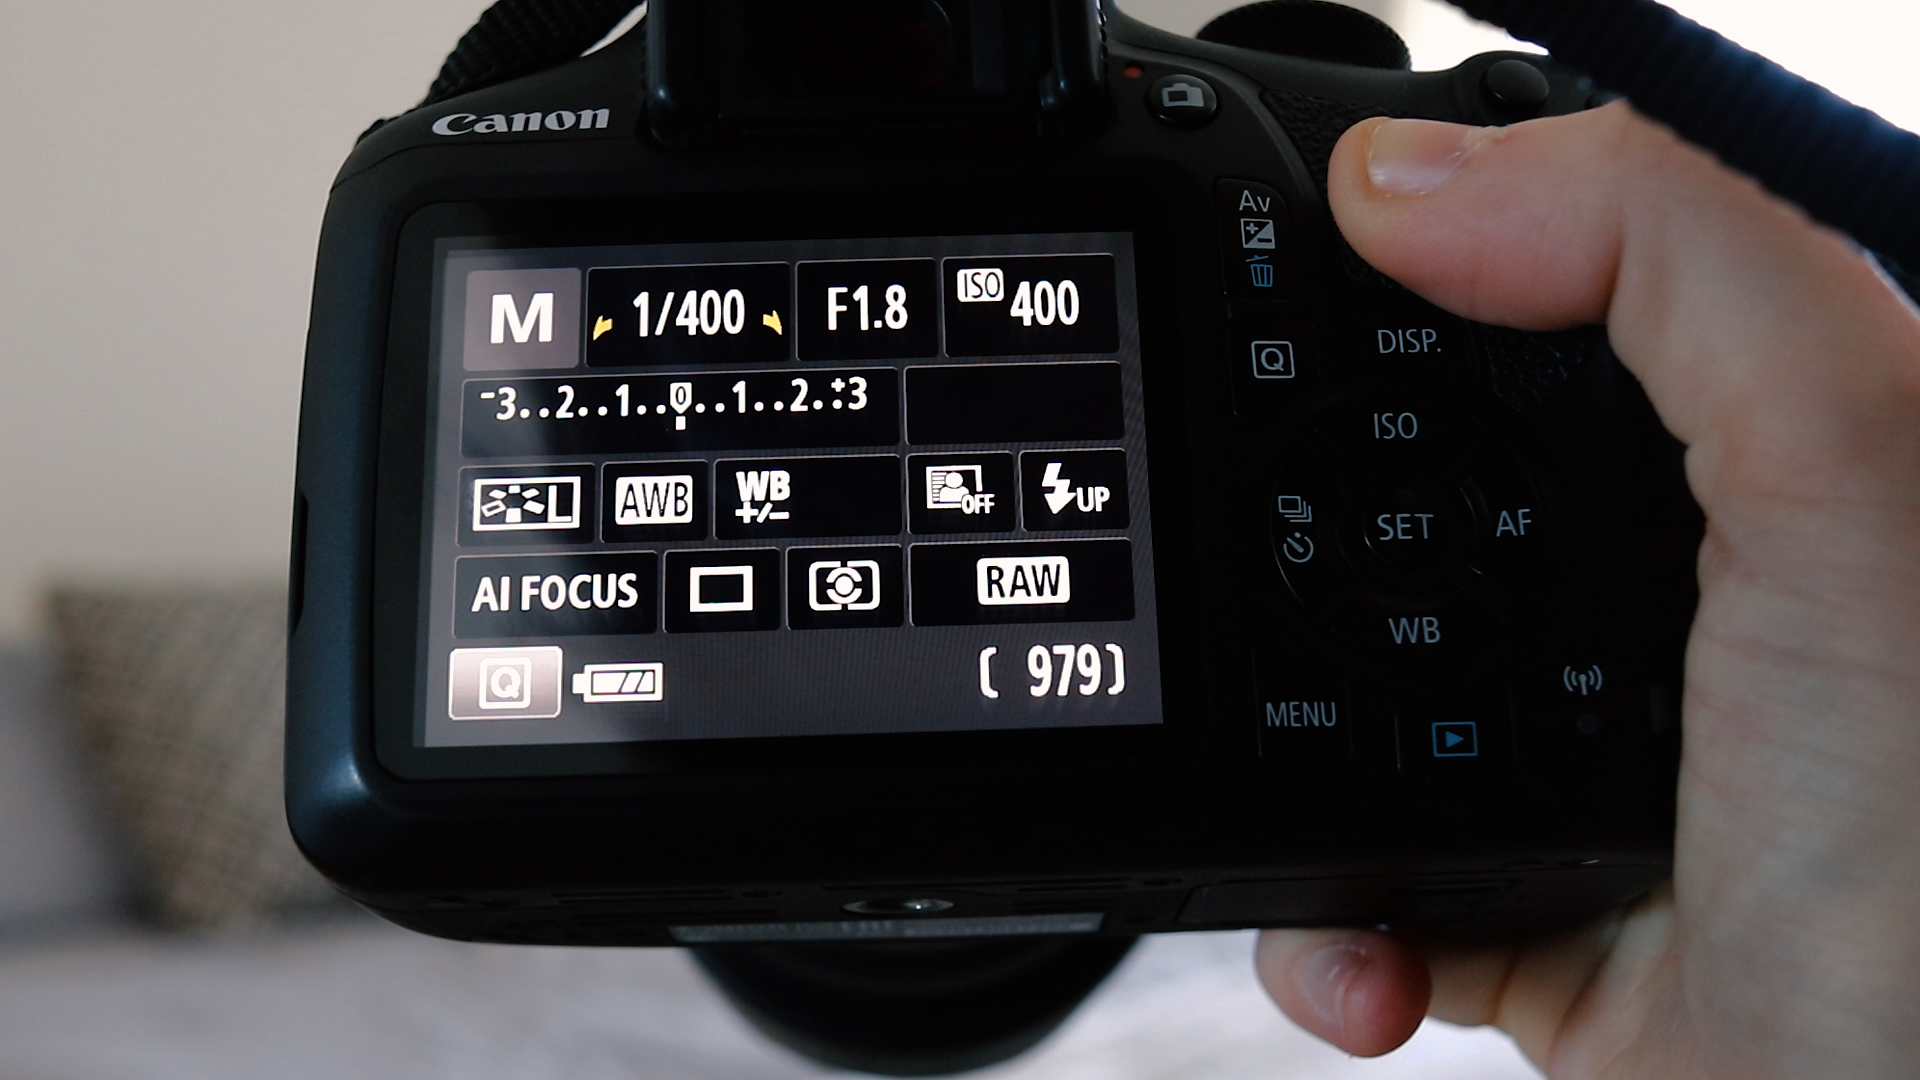 Canon
M 1/400 F1.8 ISO 400
-3..2..1..0..1..2..+3
L AWB WB +/- OFF UP
AI FOCUS RAW
Q [ 979]
Av
Q
DISP.
ISO
SET AF
WB
MENU